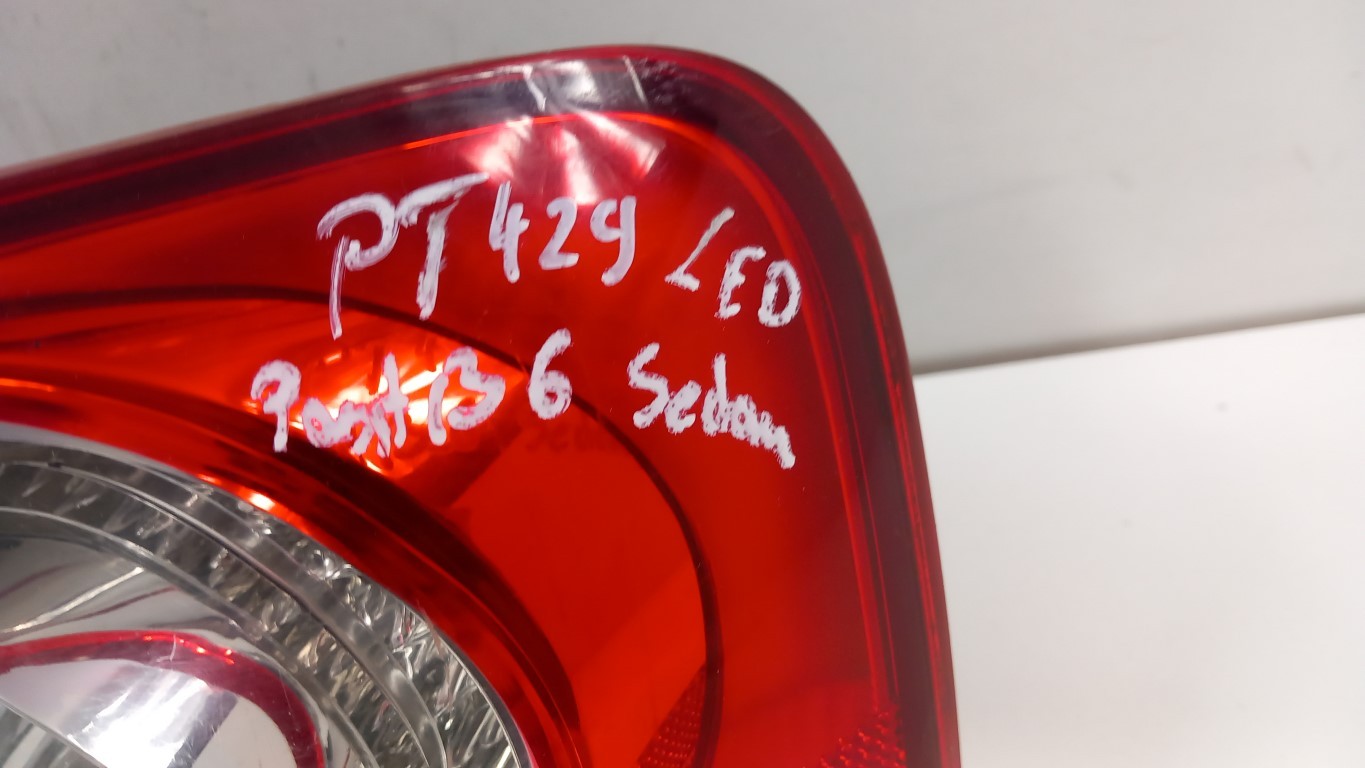 PT 429 LED
Passat B6 Sedan